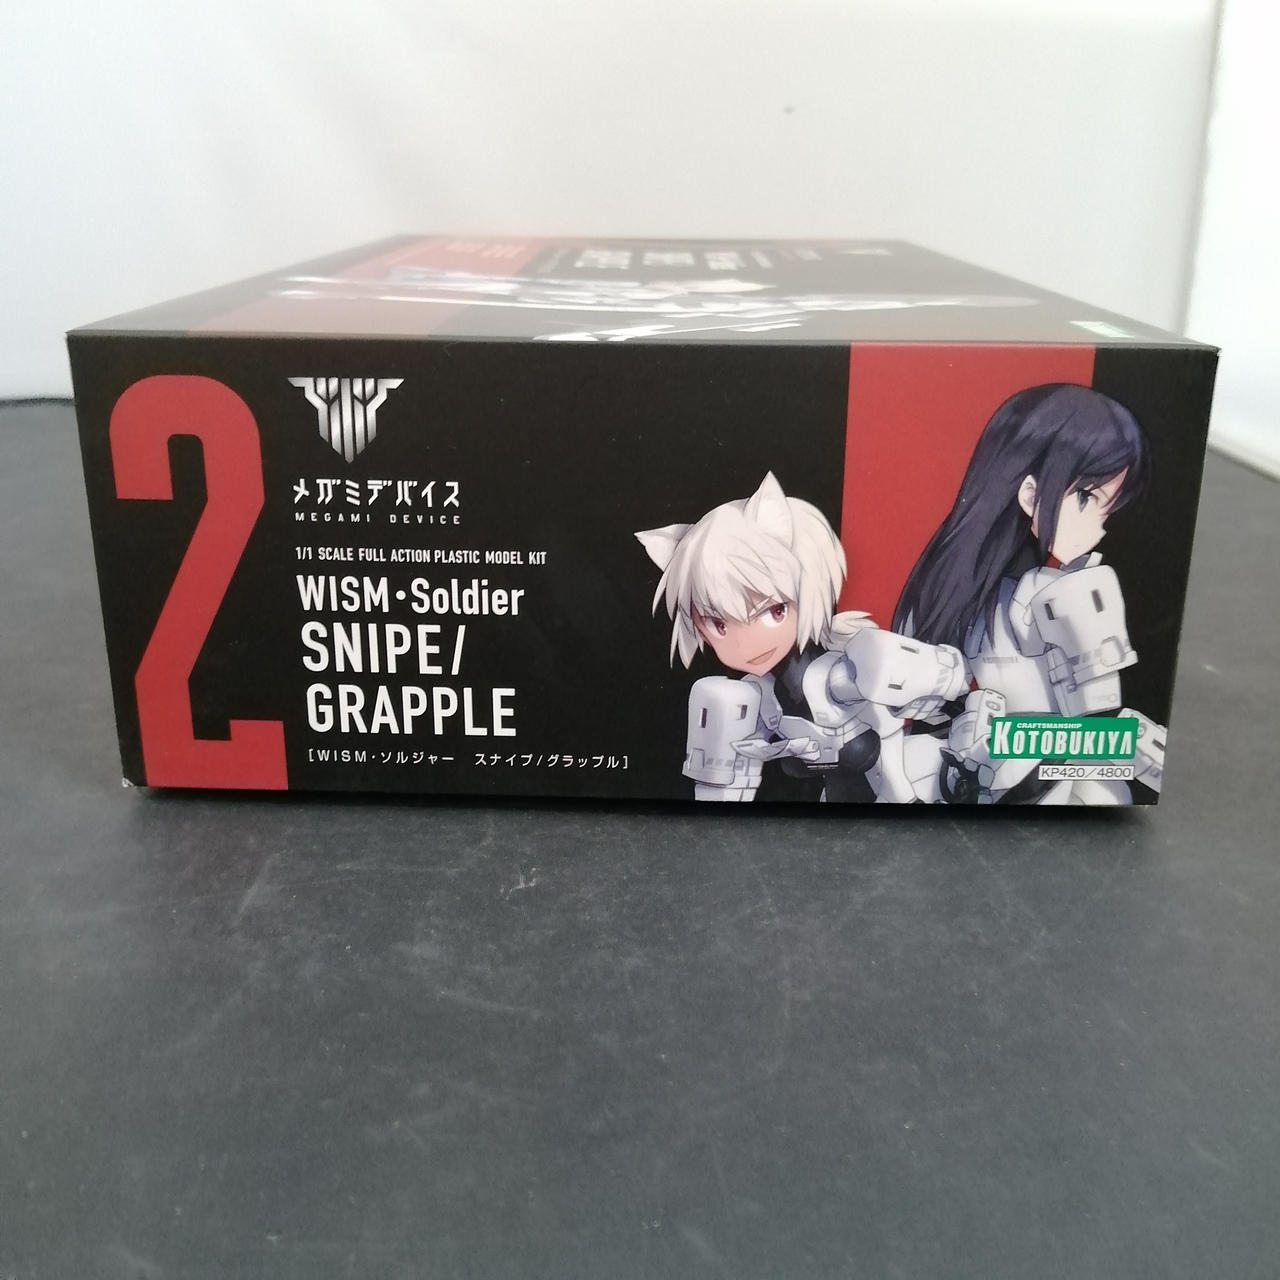 2
メガミデバイス
MEGAMI DEVICE
1/1 SCALE FULL ACTION PLASTIC MODEL KIT
WISM・Soldier
SNIPE/
GRAPPLE
[WISM・ソルジャー スナイプ/グラップル]
CRAFTSMANSHIP
KOTOBUKIYA
KP420/4800